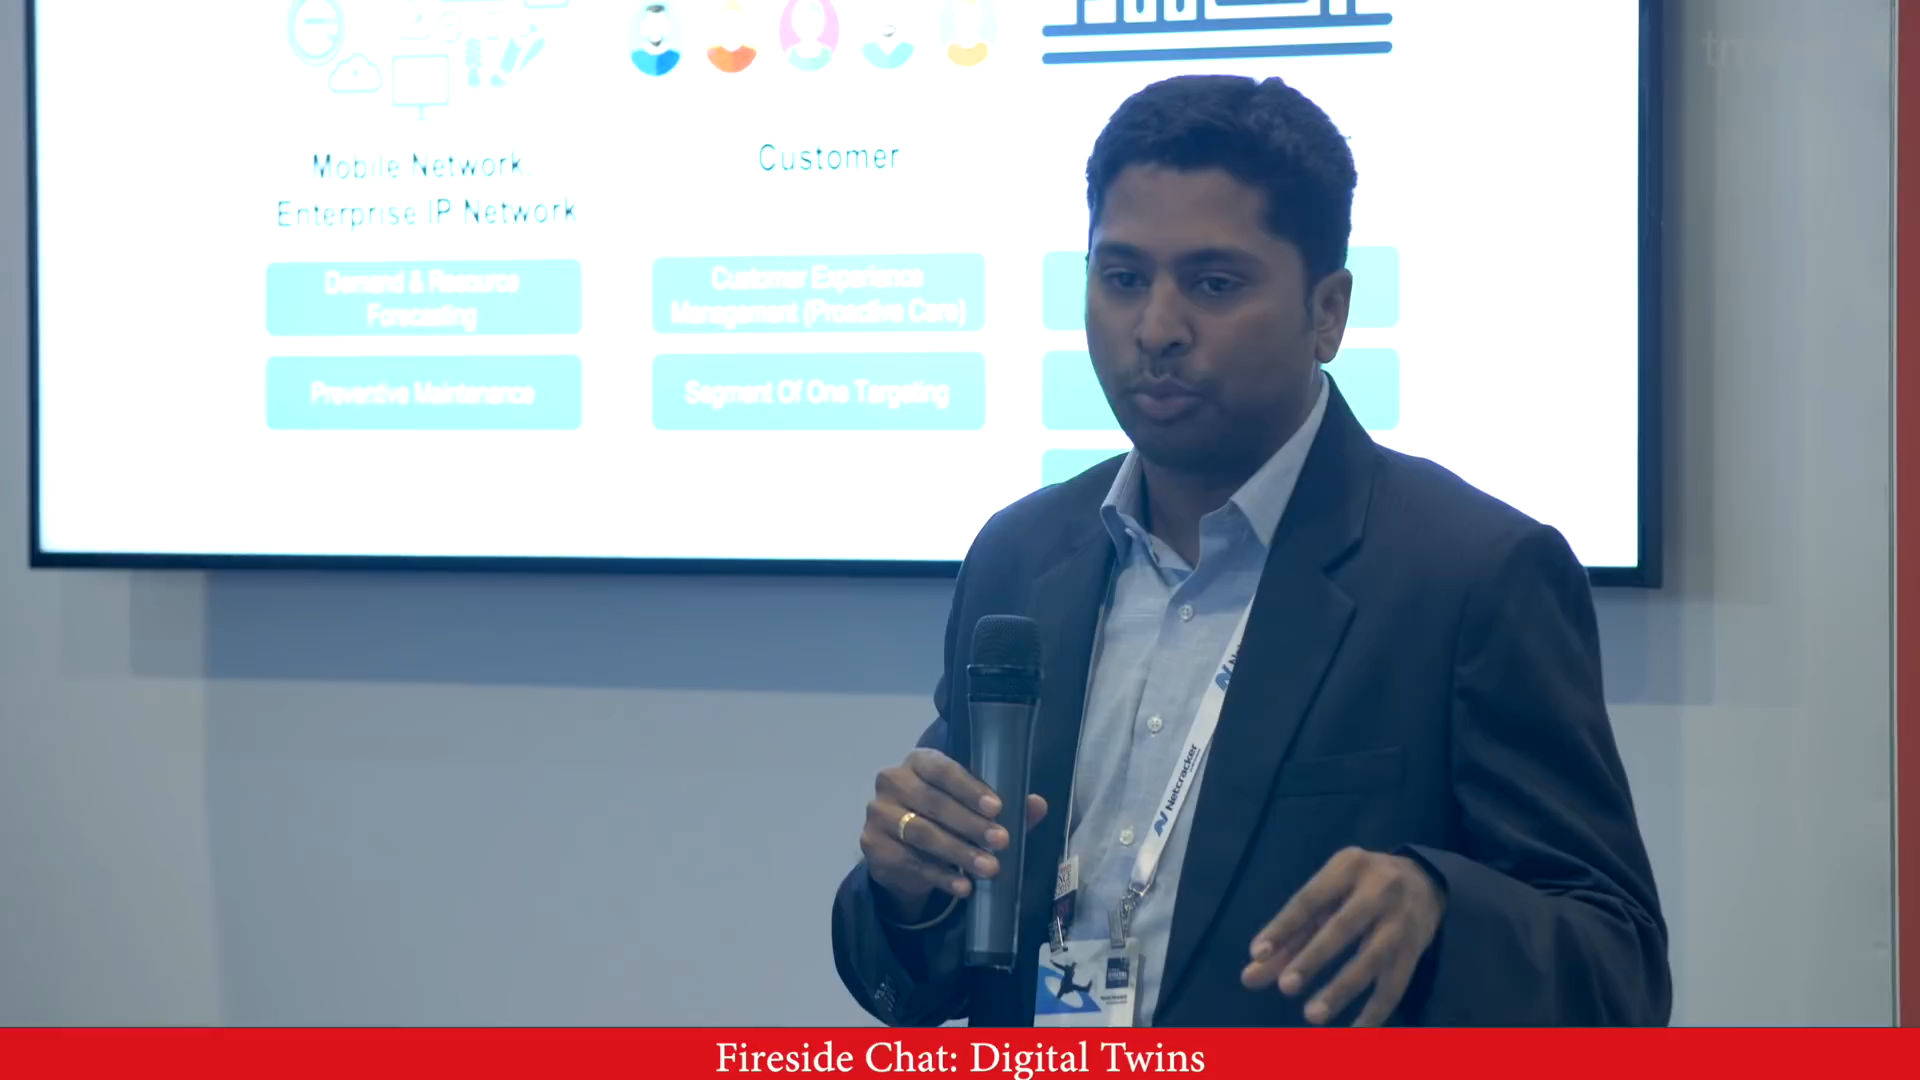 Mobile Network,
Enterprise IP Network
Customer
Demand & Resource
Forecasting
Customer Experience
Management (Proactive Care)
Preventive Maintenance
Segment Of One Targeting
Netcracker
Fireside Chat: Digital Twins